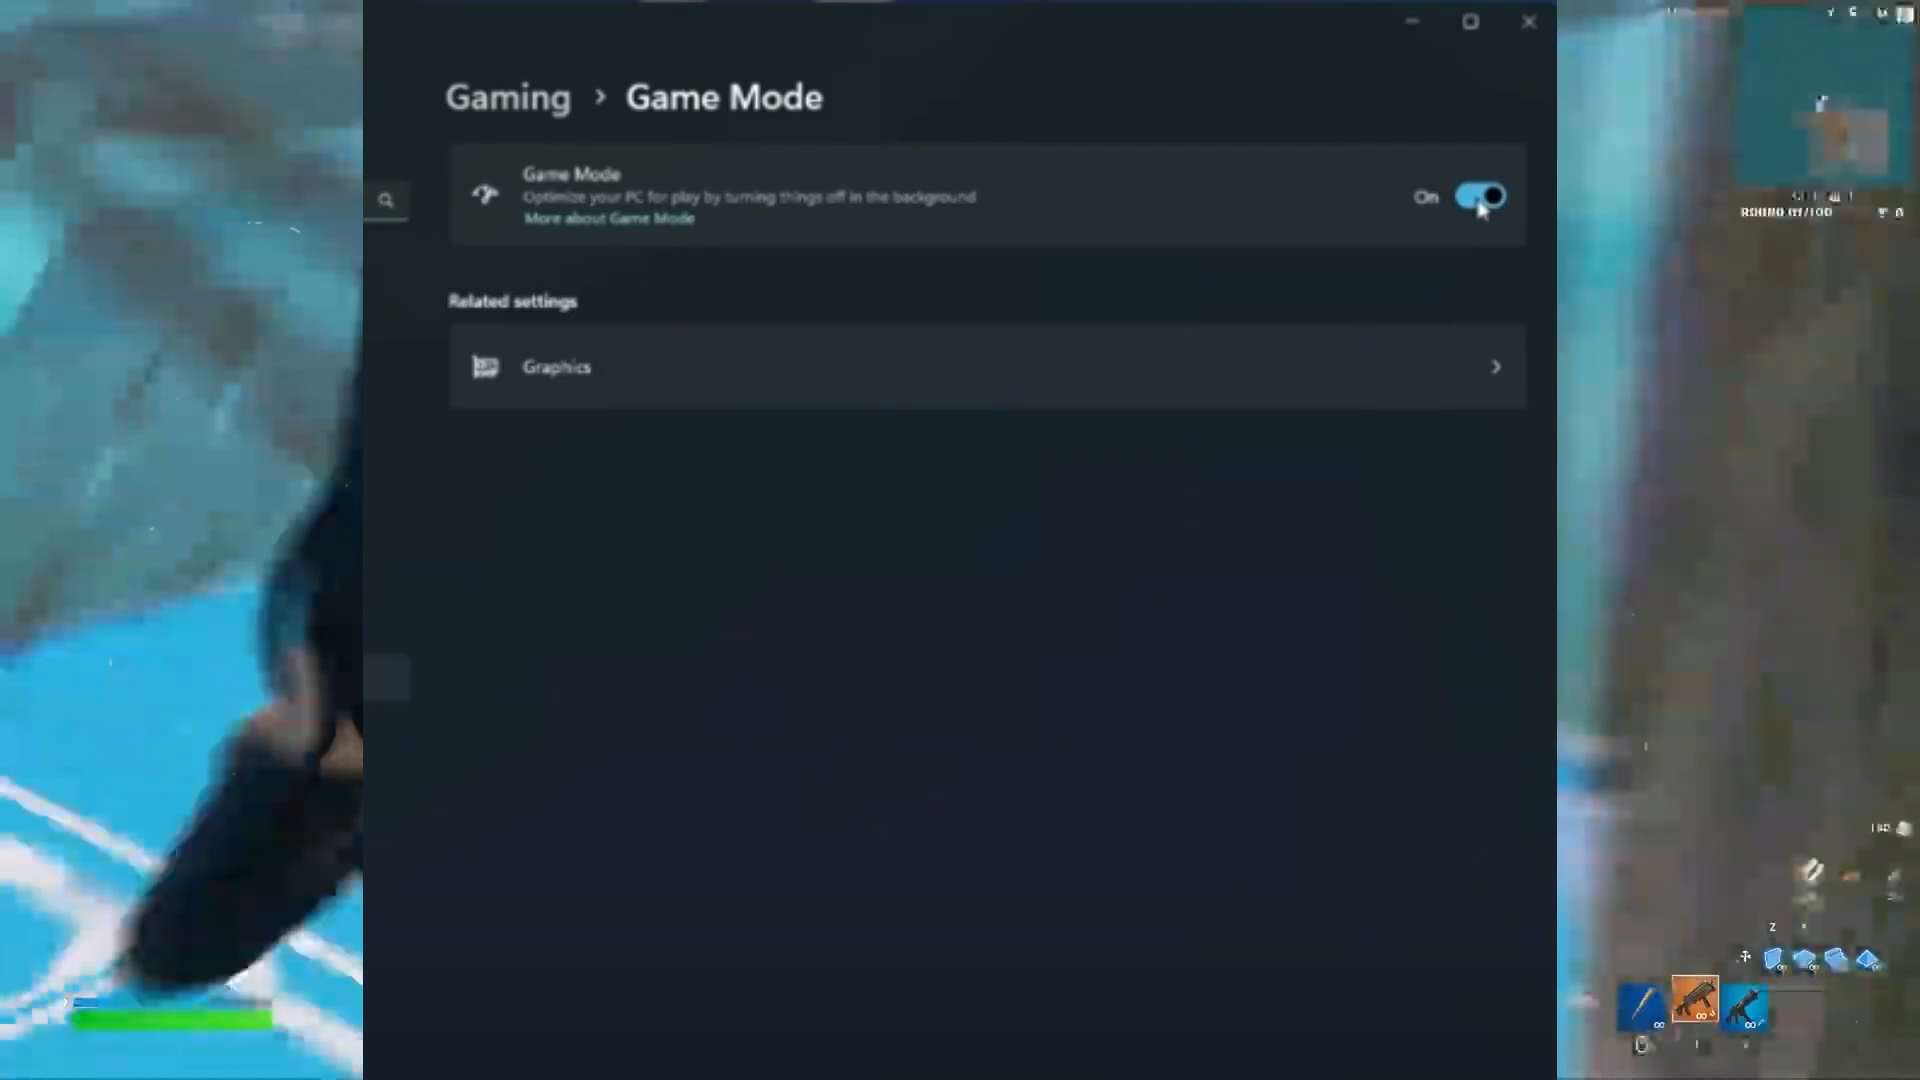 Gaming > Game Mode
Game Mode
Optimize your PC for play by turning things off in the background
More about Game Mode
On
Related settings
Graphics
Z